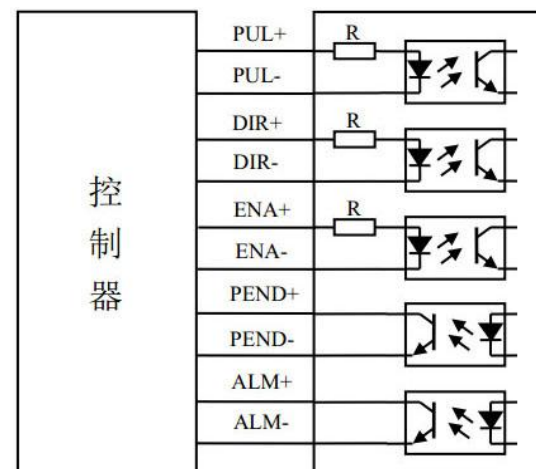 PUL+
R
PUL-
DIR+
R
DIR-
ENA+
R
ENA-
PEND+
PEND-
ALM+
ALM-
控
制
器